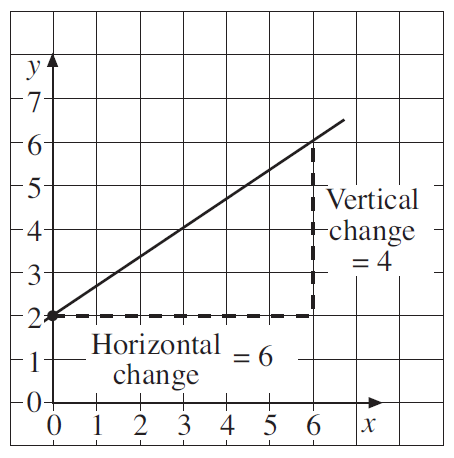 y
7
6
5
4
3
2
1
0
Vertical
change
= 4
Horizontal
change
= 6
0 1 2 3 4 5 6 x